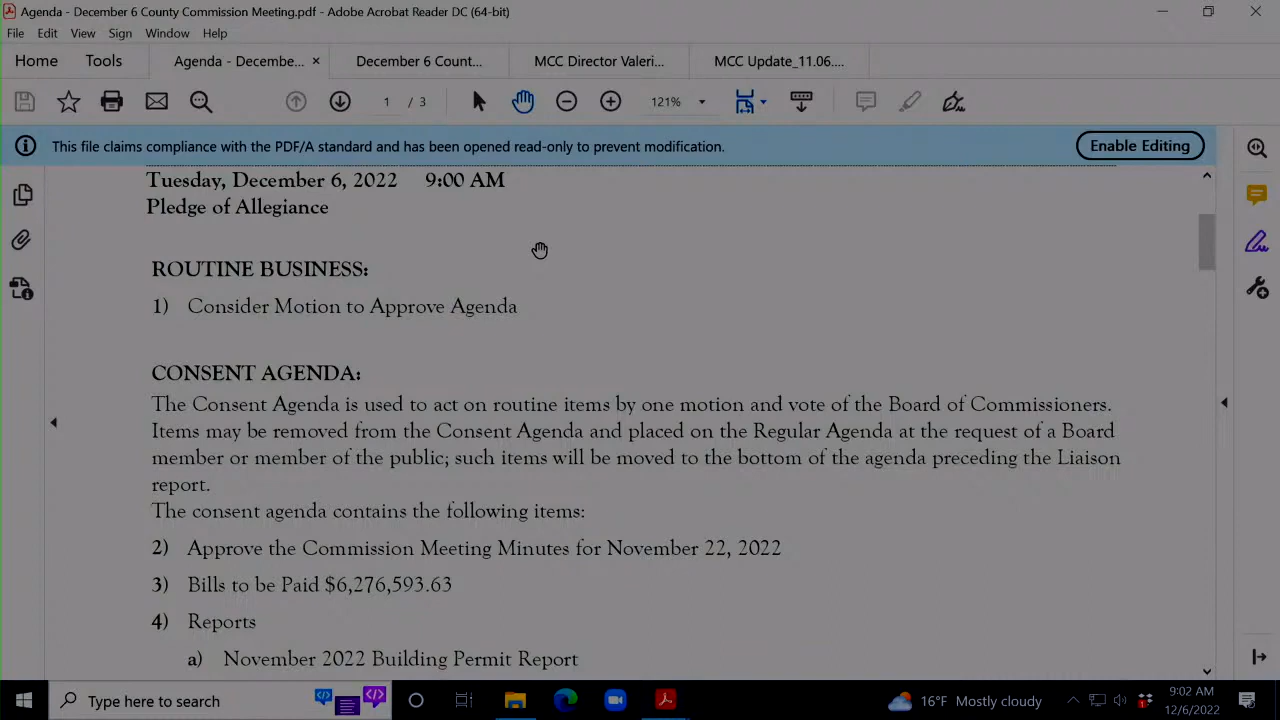 Agenda - December 6 County Commission Meeting.pdf - Adobe Acrobat Reader DC (64-bit)
File Edit View Sign Window Help
Home Tools Agenda - Decembe... × December 6 Count... MCC Director Valeri... MCC Update_11.06....
1 / 3 121%
This file claims compliance with the PDF/A standard and has been opened read-only to prevent modification. Enable Editing
Tuesday, December 6, 2022 9:00 AM
Pledge of Allegiance
ROUTINE BUSINESS:
1) Consider Motion to Approve Agenda
CONSENT AGENDA:
The Consent Agenda is used to act on routine items by one motion and vote of the Board of Commissioners.
Items may be removed from the Consent Agenda and placed on the Regular Agenda at the request of a Board
member or member of the public; such items will be moved to the bottom of the agenda preceding the Liaison
report.
The consent agenda contains the following items:
2) Approve the Commission Meeting Minutes for November 22, 2022
3) Bills to be Paid $6,276,593.63
4) Reports
a) November 2022 Building Permit Report
Type here to search 16°F Mostly cloudy 9:02 AM
12/6/2022